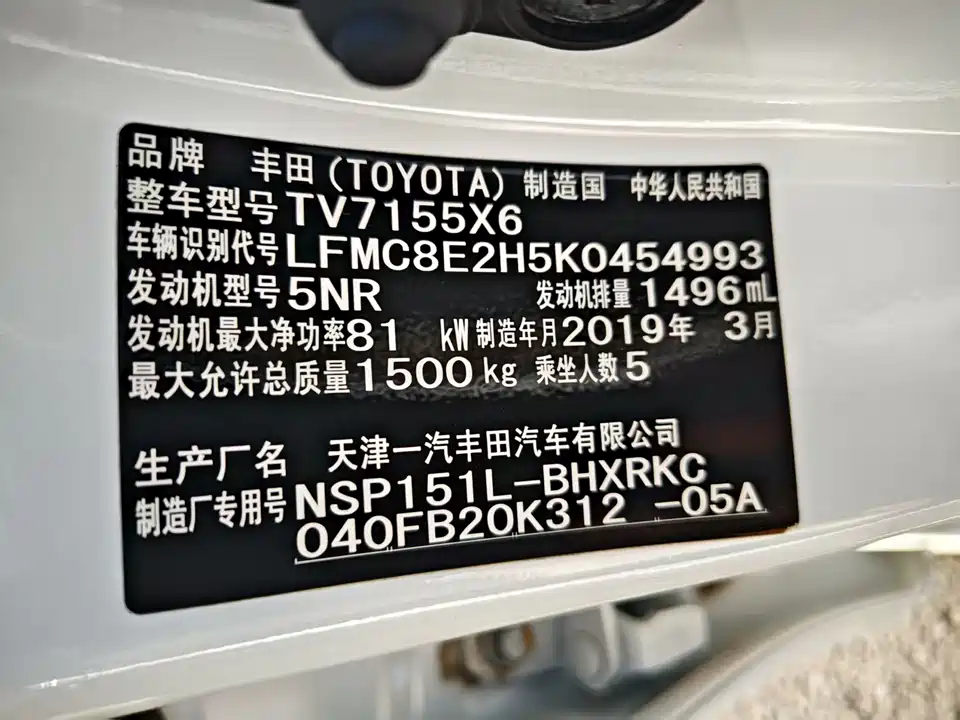 品牌 丰田(TOYOTA) 制造国 中华人民共和国
整车型号 TV7155X6
车辆识别代号 LFMC8E2H5K0454993
发动机型号 5NR 发动机排量 1496mL
发动机最大净功率 81 kW 制造年月 2019年 3月
最大允许总质量 1500 kg 乘坐人数 5
生产厂名 天津一汽丰田汽车有限公司
制造厂专用号 NSP151L-BHXRKC
040FB20K312 -05A